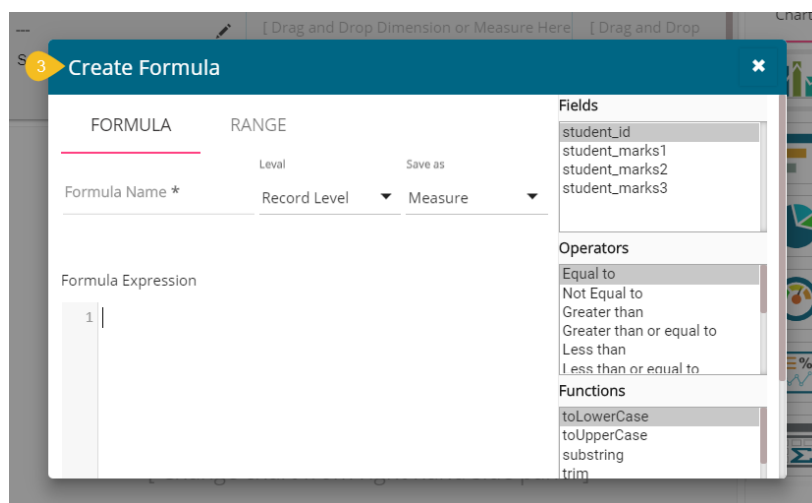 Chart
---
[ Drag and Drop Dimension or Measure Here
[ Drag and Drop
S
3
Create Formula
FORMULA
RANGE
Leval
Save as
Formula Name *
Record Level
Measure
Formula Expression
1
Fields
student_id
student_marks1
student_marks2
student_marks3
Operators
Equal to
Not Equal to
Greater than
Greater than or equal to
Less than
Less than or equal to
Functions
toLowerCase
toUpperCase
substring
trim
%
Σ